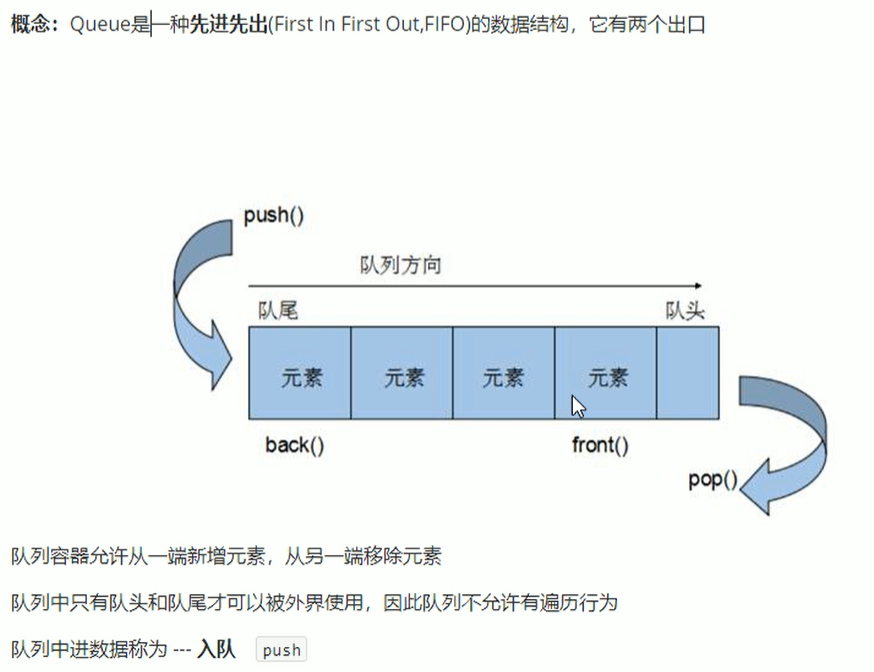 概念：Queue是一种先进先出(First In First Out,FIFO)的数据结构，它有两个出口
push()
队列方向
队尾 队头
元素 元素 元素 元素
back() front()
pop()
队列容器允许从一端新增元素，从另一端移除元素
队列中只有队头和队尾才可以被外界使用，因此队列不允许有遍历行为
队列中进数据称为 --- 入队 push